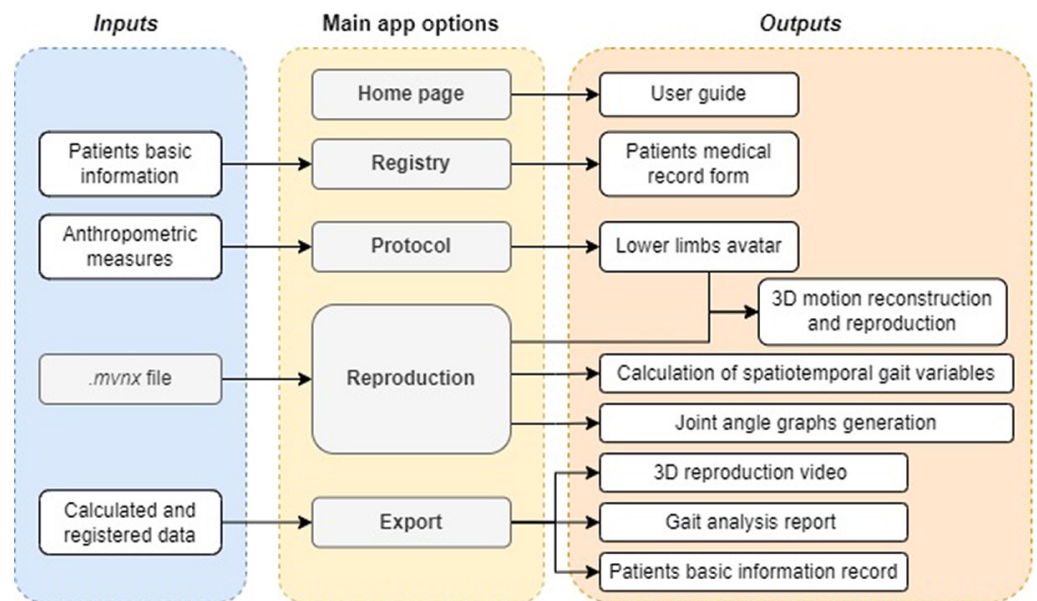 Inputs
Main app options
Outputs
Home page
User guide
Patients basic
information
Registry
Patients medical
record form
Anthropometric
measures
Protocol
Lower limbs avatar
3D motion reconstruction
and reproduction
.mvnx file
Reproduction
Calculation of spatiotemporal gait variables
Joint angle graphs generation
Calculated and
registered data
Export
3D reproduction video
Gait analysis report
Patients basic information record